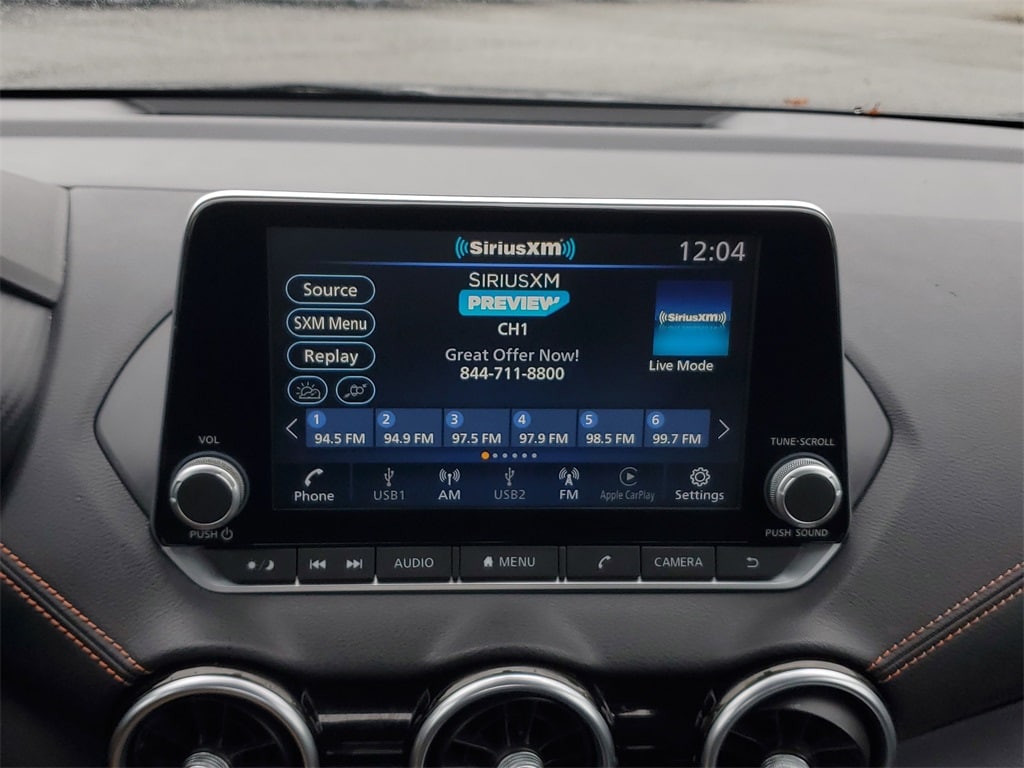 SiriusXM
12:04
Source
SXM Menu
Replay
SIRIUSXM
PREVIEW
CH1
Great Offer Now!
844-711-8800
SiriusXM
Live Mode
1 2 3 4 5 6
94.5 FM 94.9 FM 97.5 FM 97.9 FM 98.5 FM 99.7 FM
Phone USB1 AM USB2 FM Apple CarPlay Settings
VOL
PUSH
TUNE·SCROLL
PUSH SOUND
AUDIO MENU CAMERA